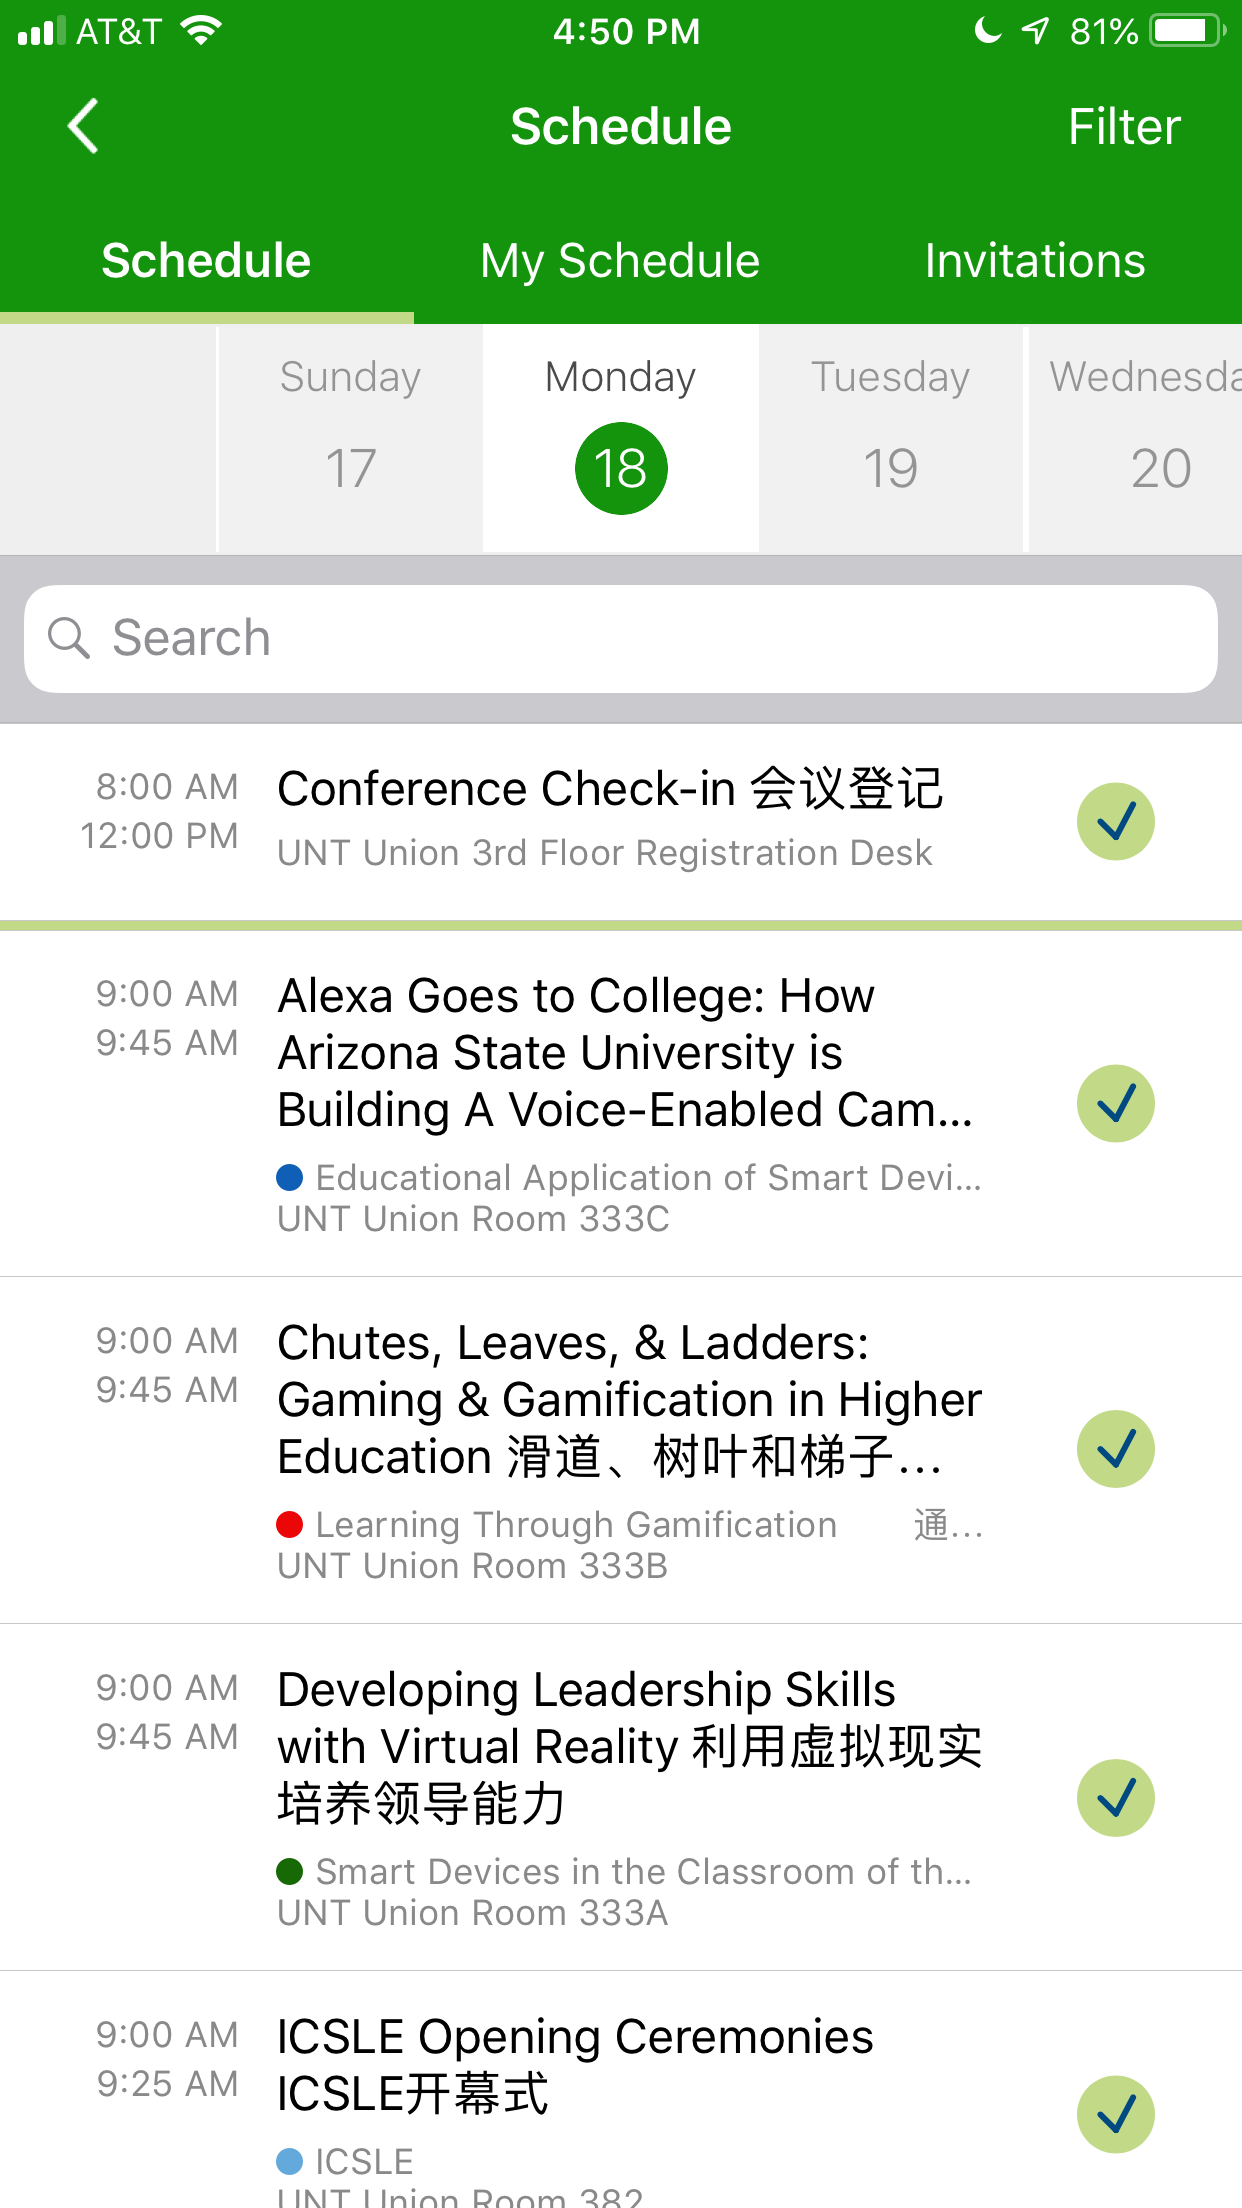 AT&T 4:50 PM 81%
Schedule Filter
Schedule My Schedule Invitations
Sunday Monday Tuesday Wednesda
17 18 19 20
Search
8:00 AM Conference Check-in 会议登记
12:00 PM
UNT Union 3rd Floor Registration Desk
9:00 AM Alexa Goes to College: How
9:45 AM Arizona State University is
Building A Voice-Enabled Cam...
Educational Application of Smart Devi...
UNT Union Room 333C
9:00 AM Chutes, Leaves, & Ladders:
9:45 AM Gaming & Gamification in Higher
Education 滑道、树叶和梯子...
Learning Through Gamification 通...
UNT Union Room 333B
9:00 AM Developing Leadership Skills
9:45 AM with Virtual Reality 利用虚拟现实
培养领导能力
Smart Devices in the Classroom of th...
UNT Union Room 333A
9:00 AM ICSLE Opening Ceremonies
9:25 AM ICSLE开幕式
ICSLE
UNT Union Room 382